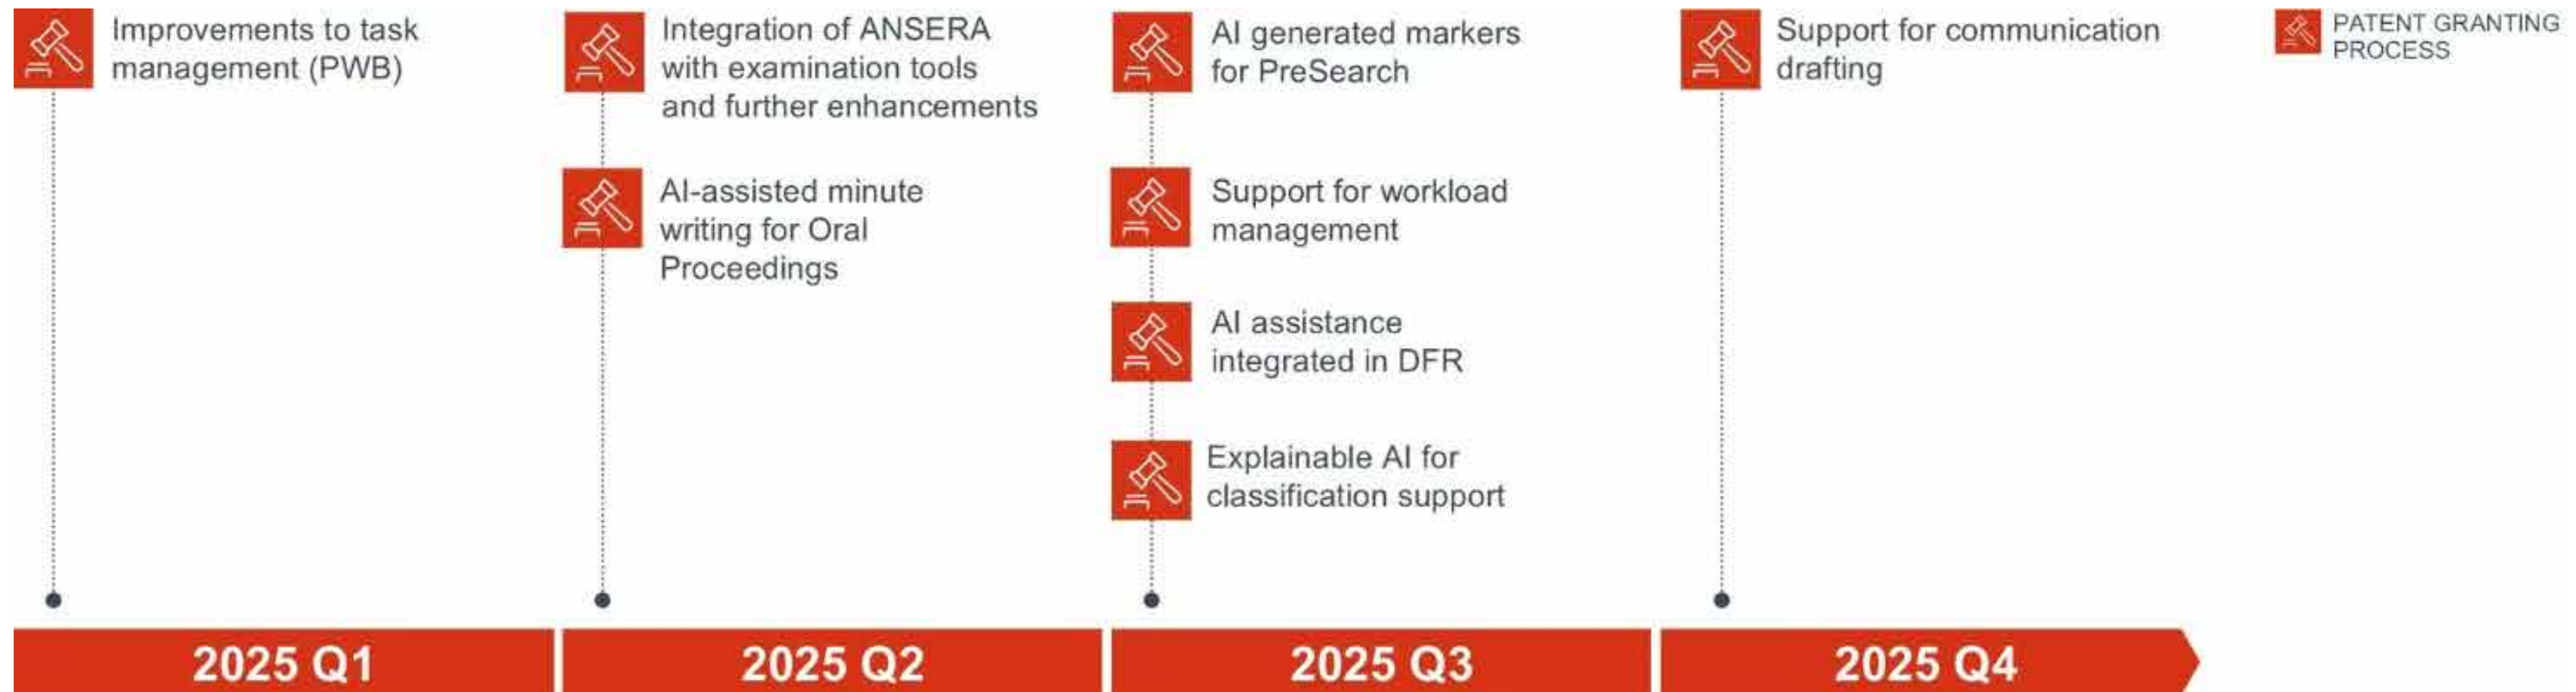 Improvements to task
management (PWB)
Integration of ANSERA
with examination tools
and further enhancements
AI-assisted minute
writing for Oral
Proceedings
AI generated markers
for PreSearch
Support for workload
management
AI assistance
integrated in DFR
Explainable AI for
classification support
Support for communication
drafting
PATENT GRANTING
PROCESS
2025 Q1
2025 Q2
2025 Q3
2025 Q4